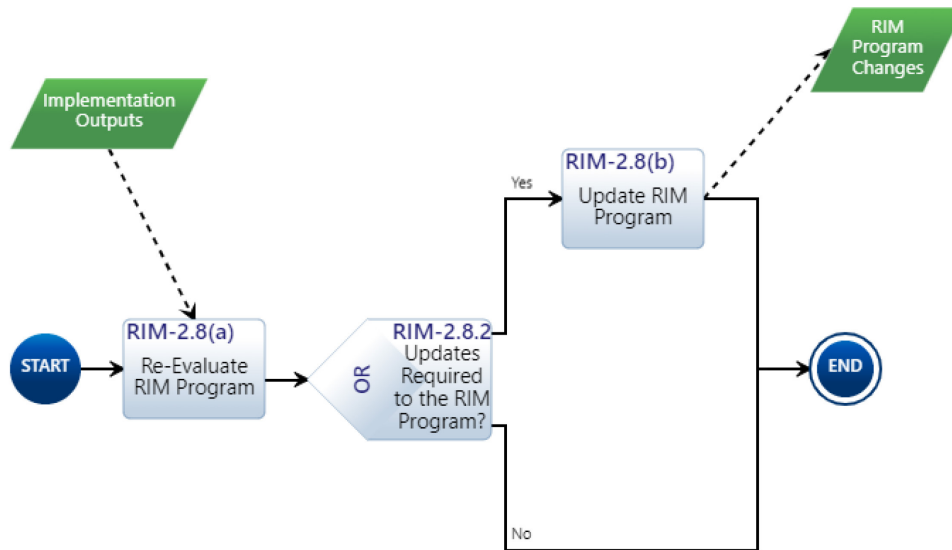 RIM
Program
Changes
Implementation
Outputs
RIM-2.8(b)
Update RIM
Program
Yes
START
RIM-2.8(a)
Re-Evaluate
RIM Program
OR
RIM-2.8.2
Updates
Required
to the RIM
Program?
END
No